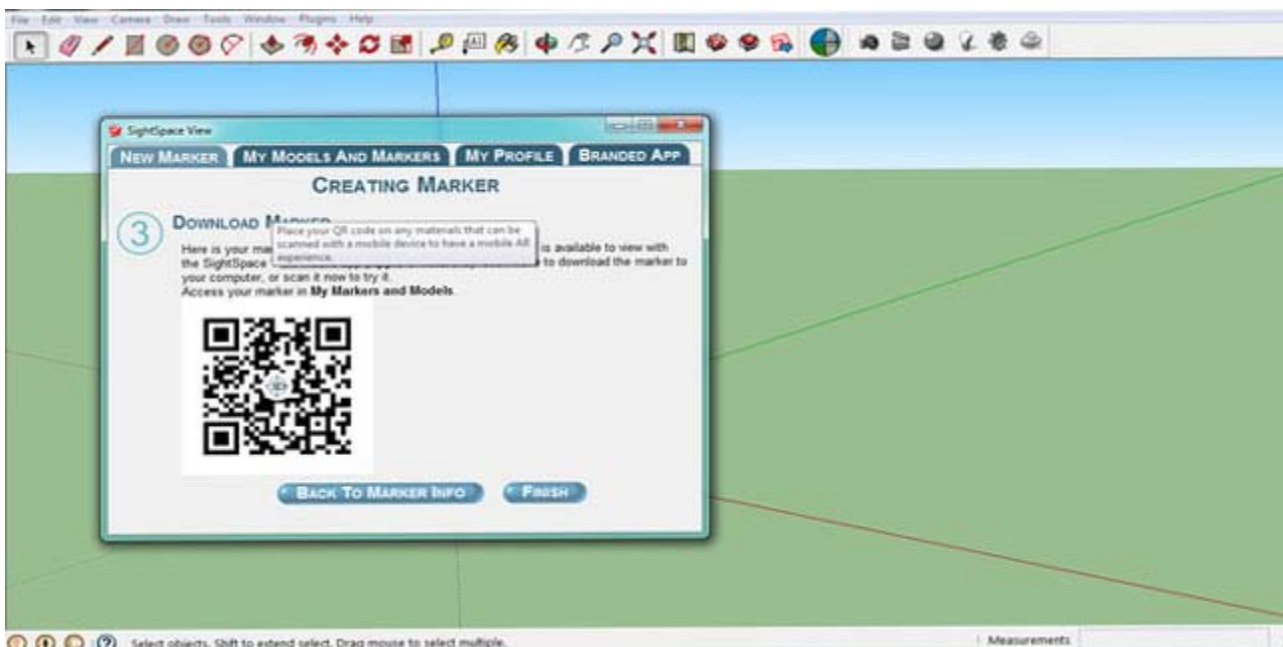 File Edit View Camera Draw Tools Window Plugins Help
SightSpace View
NEW MARKER MY MODELS AND MARKERS MY PROFILE BRANDED APP
CREATING MARKER
3 DOWNLOAD MARKER
Place your QR code on any materials that can be
scanned with a mobile device to have a mobile AR
experience.
Here is your is available to view with
the SightSpace to download the marker to
your computer, or scan it now to try it.
Access your marker in My Markers and Models.
BACK TO MARKER INFO FINISH
Select objects. Shift to extend select. Drag mouse to select multiple.
Measurements